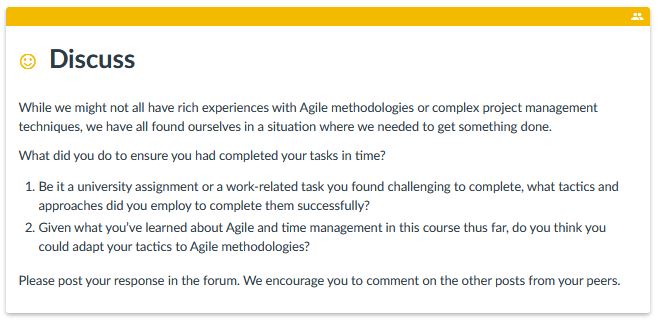 Discuss
While we might not all have rich experiences with Agile methodologies or complex project management
techniques, we have all found ourselves in a situation where we needed to get something done.
What did you do to ensure you had completed your tasks in time?
1. Be it a university assignment or a work-related task you found challenging to complete, what tactics and
approaches did you employ to complete them successfully?
2. Given what you've learned about Agile and time management in this course thus far, do you think you
could adapt your tactics to Agile methodologies?
Please post your response in the forum. We encourage you to comment on the other posts from your peers.